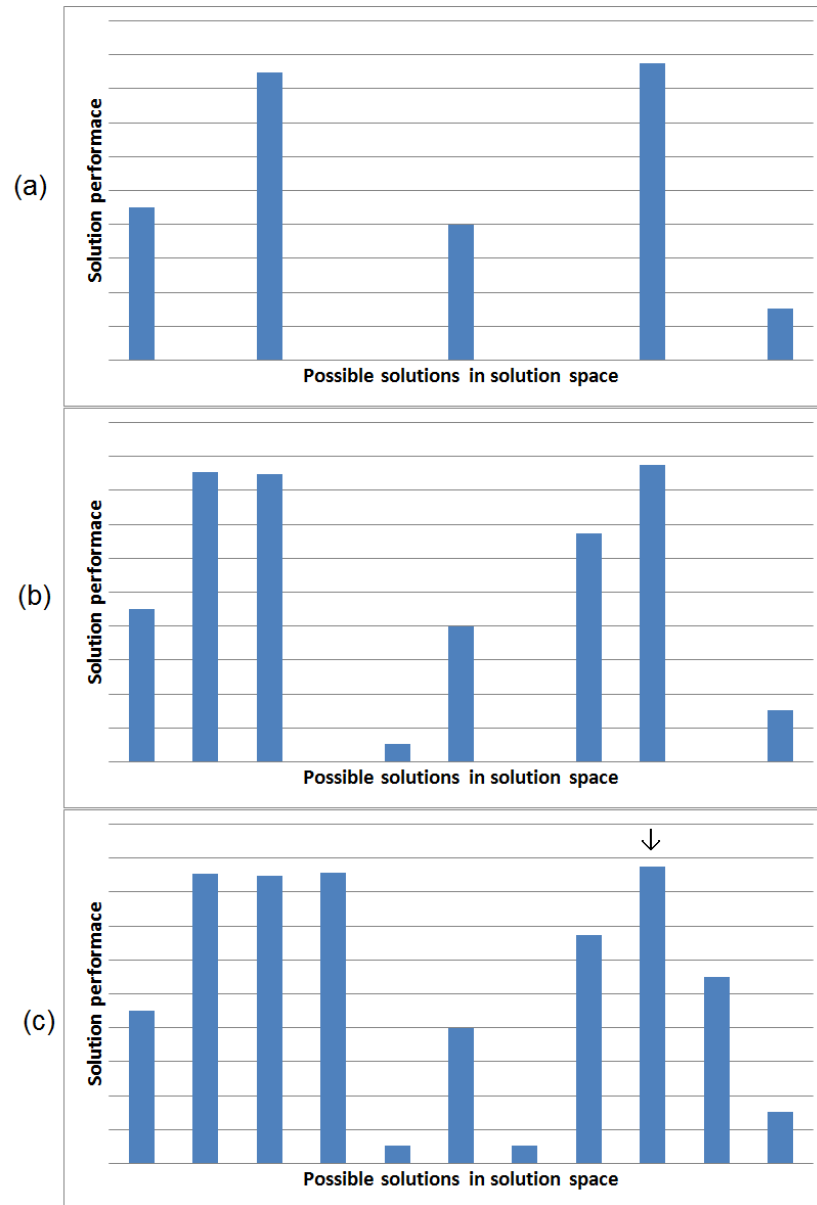 (a)
Solution performace
Possible solutions in solution space
(b)
Solution performace
Possible solutions in solution space
(c)
Solution performace
Possible solutions in solution space